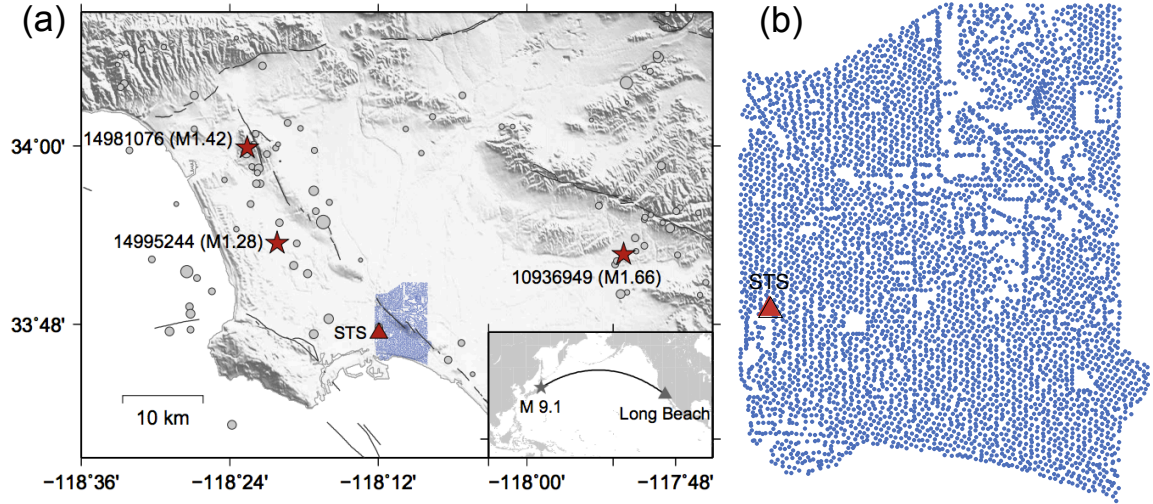 (a)
(b)
14981076 (M1.42)
34°00'
14995244 (M1.28)
10936949 (M1.66)
STS
33°48'
STS
10 km
M 9.1
Long Beach
−118°36'
−118°24'
−118°12'
−118°00'
−117°48'